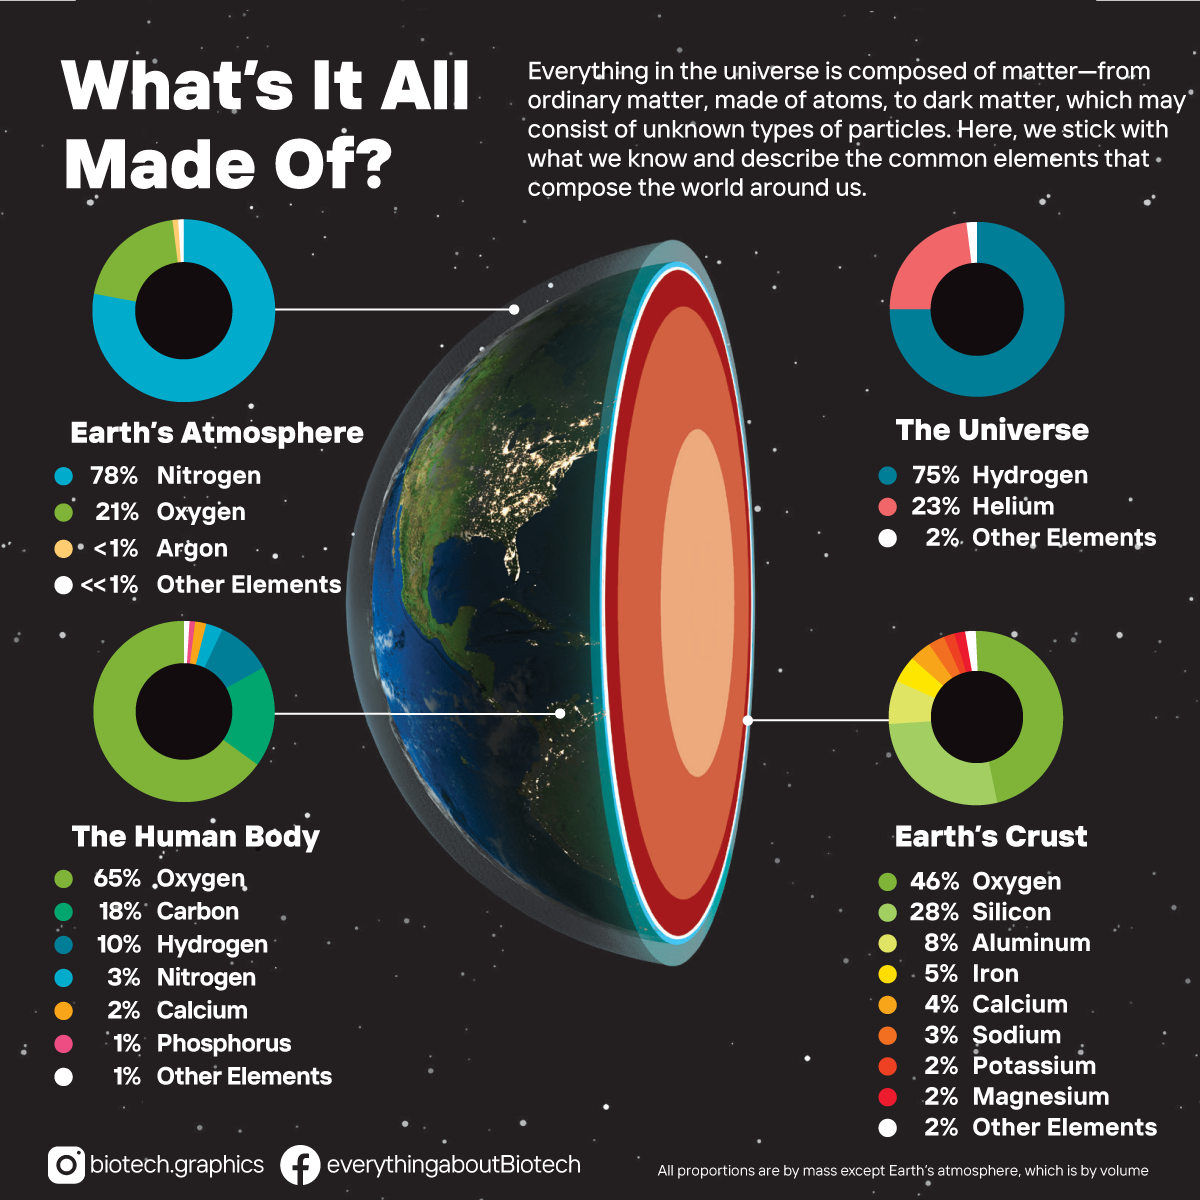 What's It All
Made Of?
Everything in the universe is composed of matter—from
ordinary matter, made of atoms, to dark matter, which may
consist of unknown types of particles. Here, we stick with
what we know and describe the common elements that
compose the world around us.
Earth's Atmosphere
78% Nitrogen
21% Oxygen
<1% Argon
<<1% Other Elements
The Universe
75% Hydrogen
23% Helium
2% Other Elements
The Human Body
65% Oxygen
18% Carbon
10% Hydrogen
3% Nitrogen
2% Calcium
1% Phosphorus
1% Other Elements
Earth's Crust
46% Oxygen
28% Silicon
8% Aluminum
5% Iron
4% Calcium
3% Sodium
2% Potassium
2% Magnesium
2% Other Elements
biotech.graphics
everythingaboutBiotech
All proportions are by mass except Earth's atmosphere, which is by volume